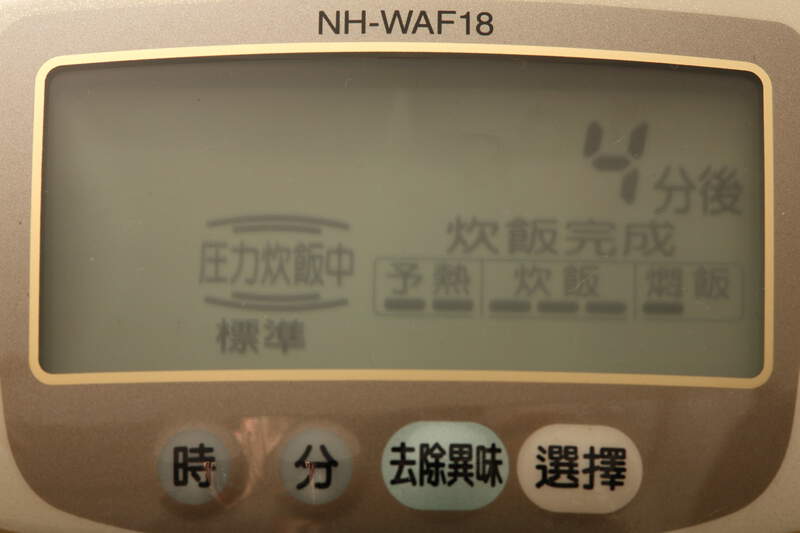 NH-WAF18
4分後
炊飯完成
圧力炊飯中
予熱 炊飯 燜飯
標準
時 分 去除異味 選擇